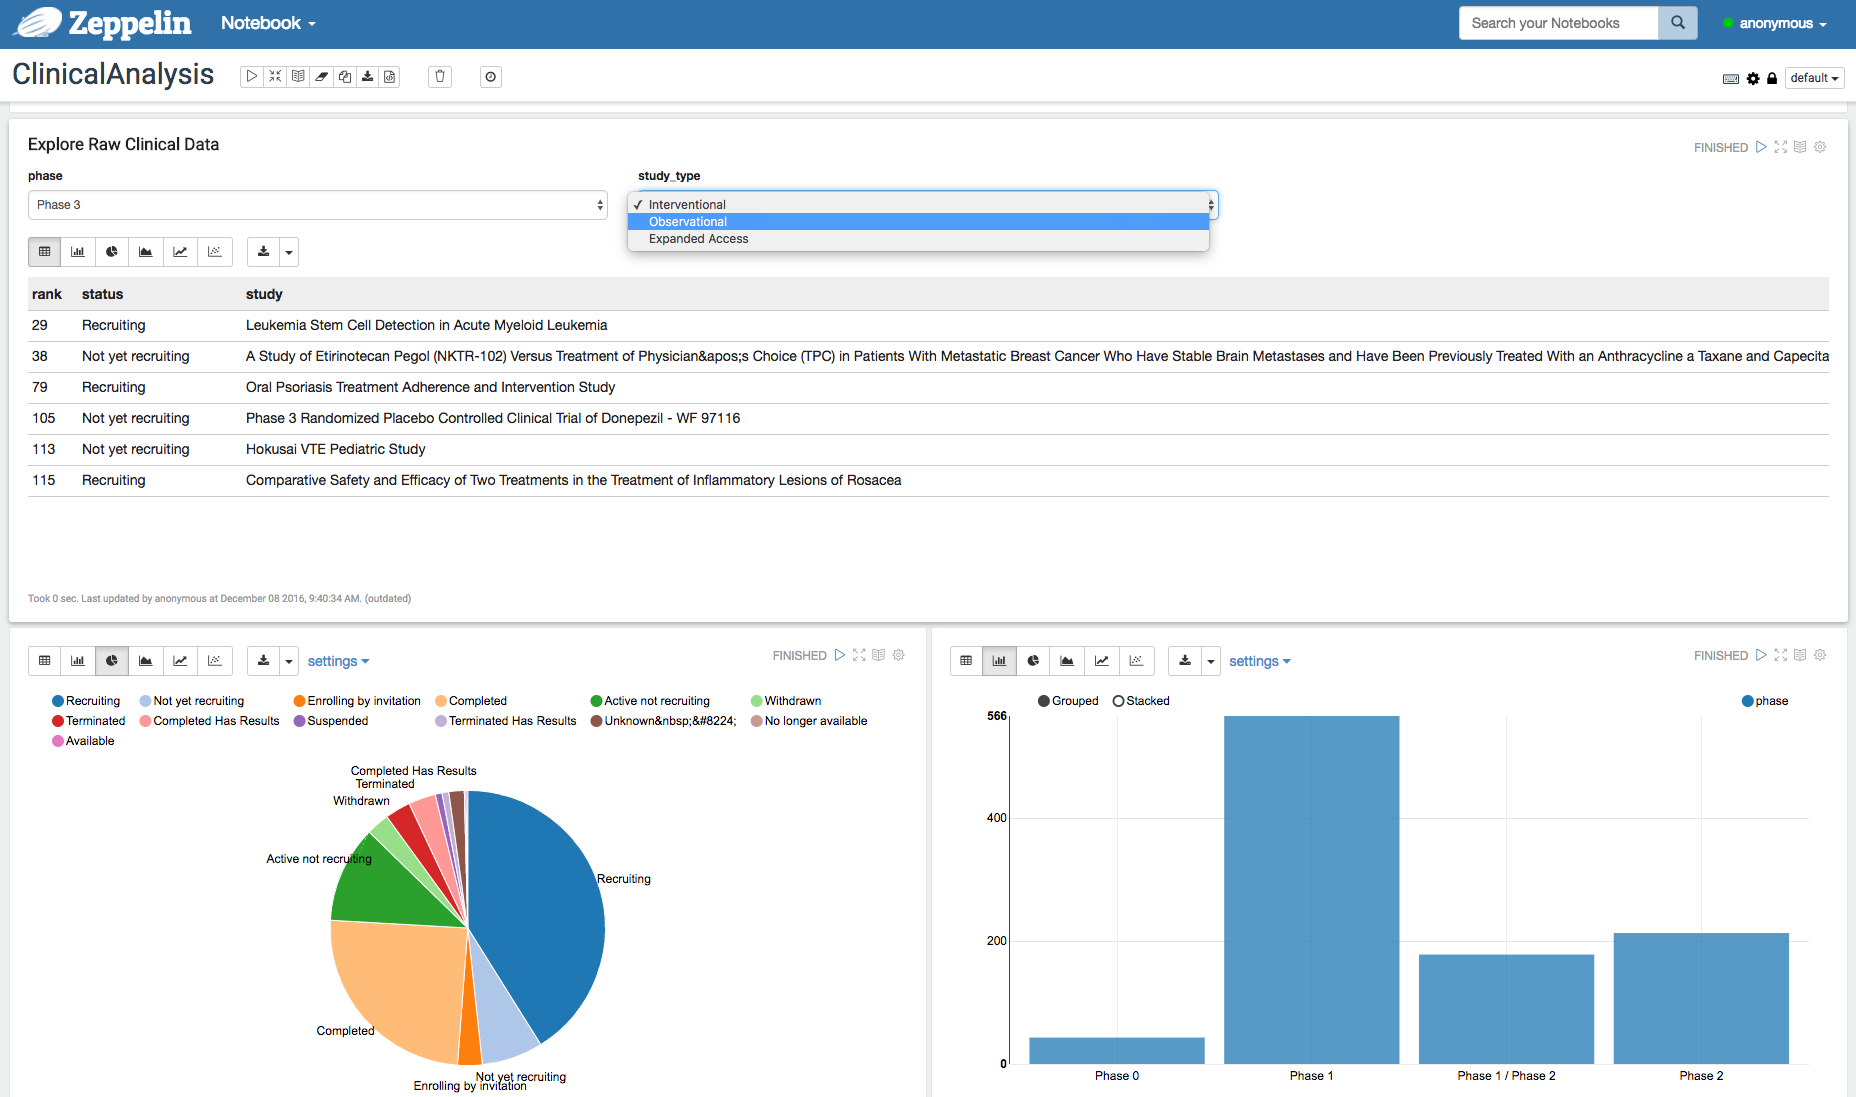 Zeppelin Notebook Search your Notebooks anonymous
ClinicalAnalysis default
Explore Raw Clinical Data FINISHED
phase study_type
Phase 3 ✓ Interventional
Observational
Expanded Access
rank status study
29 Recruiting Leukemia Stem Cell Detection in Acute Myeloid Leukemia
38 Not yet recruiting A Study of Etirinotecan Pegol (NKTR-102) Versus Treatment of Physician&apos;s Choice (TPC) in Patients With Metastatic Breast Cancer Who Have Stable Brain Metastases and Have Been Previously Treated With an Anthracycline a Taxane and Capecita
79 Recruiting Oral Psoriasis Treatment Adherence and Intervention Study
105 Not yet recruiting Phase 3 Randomized Placebo Controlled Clinical Trial of Donepezil - WF 97116
113 Not yet recruiting Hokusai VTE Pediatric Study
115 Recruiting Comparative Safety and Efficacy of Two Treatments in the Treatment of Inflammatory Lesions of Rosacea
Took 0 sec. Last updated by anonymous at December 08 2016, 9:40:34 AM. (outdated)
settings FINISHED
Recruiting Not yet recruiting Enrolling by invitation Completed Active not recruiting Withdrawn
Terminated Completed Has Results Suspended Terminated Has Results Unknown&nbsp;&#8224; No longer available
Available
Completed Has Results
Terminated
Withdrawn
Active not recruiting
Recruiting
Completed
Not yet recruiting
Enrolling by invitation
settings FINISHED
Grouped Stacked phase
566
400
200
0
Phase 0 Phase 1 Phase 1 / Phase 2 Phase 2